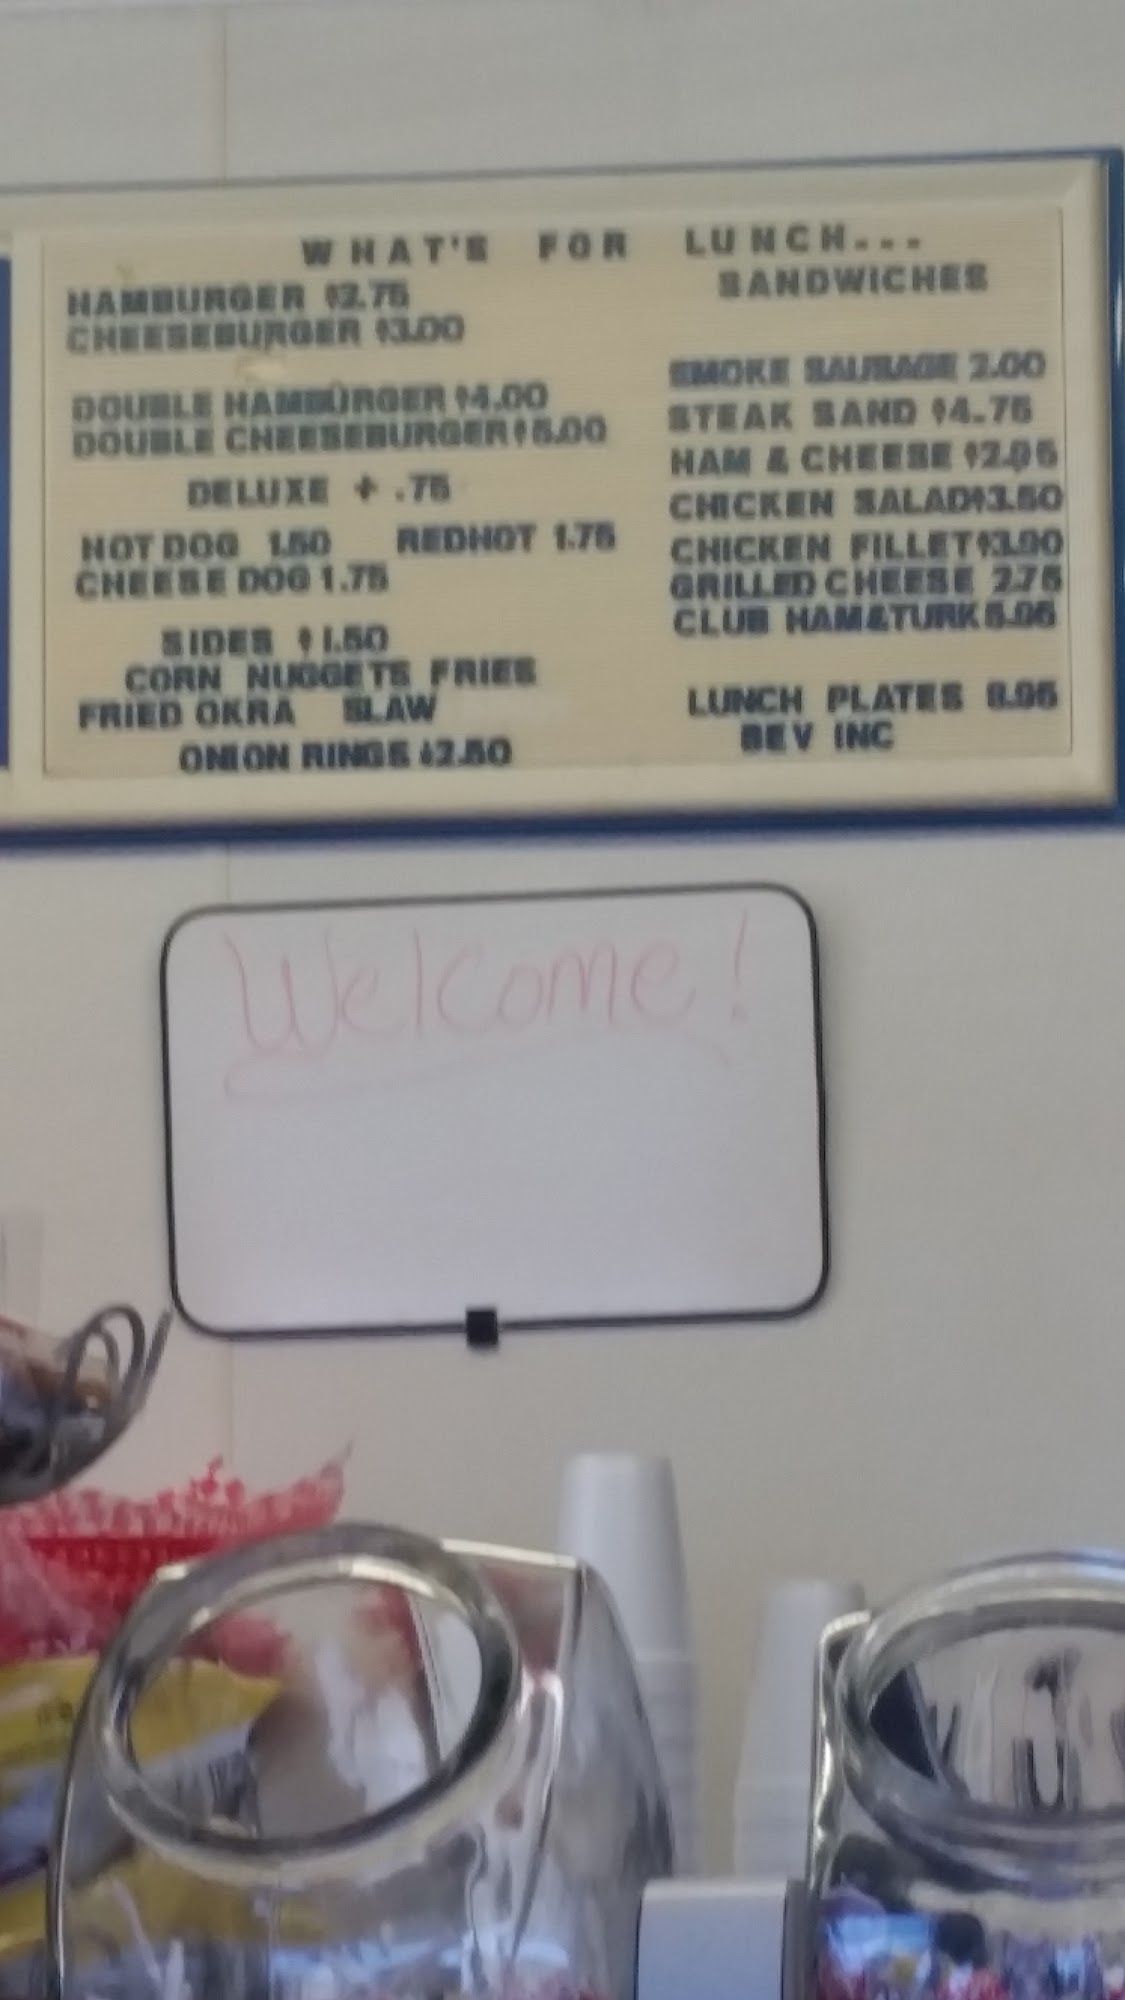 WHAT'S FOR LUNCH---
HAMBURGER $2.75
CHEESEBURGER $3.00
DOUBLE HAMBURGER $4.00
DOUBLE CHEESEBURGER $5.00
DELUXE + .75
HOT DOG 1.50 REDHOT 1.75
CHEESE DOG 1.75
SIDES $1.50
CORN NUGGETS FRIES
FRIED OKRA SLAW
ONION RINGS $2.50
SANDWICHES
SMOKE SAUSAGE 2.00
STEAK SAND $4.75
HAM & CHEESE $2.95
CHICKEN SALAD $3.50
CHICKEN FILLET $3.90
GRILLED CHEESE 2.75
CLUB HAM&TURK 5.95
LUNCH PLATES 8.95
BEV INC
Welcome!